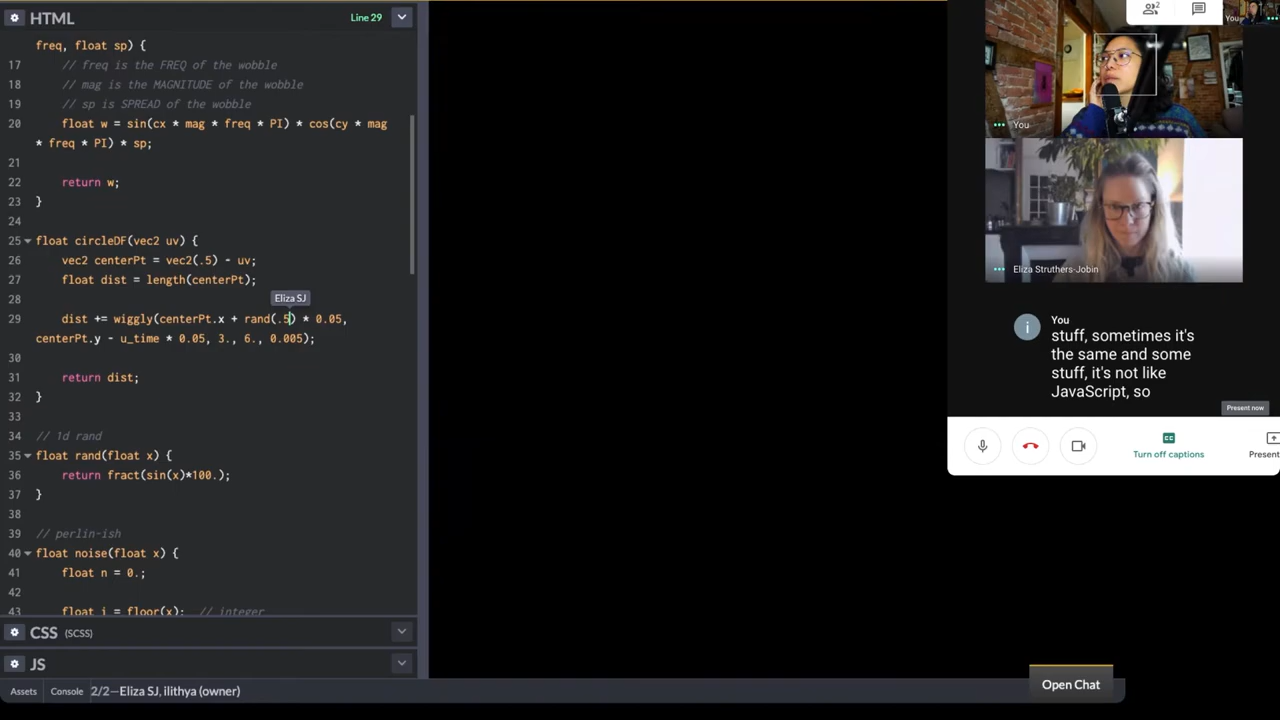 HTML
Line 29
freq, float sp) {
17 // freq is the FREQ of the wobble
18 // mag is the MAGNITUDE of the wobble
19 // sp is SPREAD of the wobble
20 float w = sin(cx * mag * freq * PI) * cos(cy * mag
* freq * PI) * sp;
21
22 return w;
23 }
24
25 float circleDF(vec2 uv) {
26 vec2 centerPt = vec2(.5) - uv;
27 float dist = length(centerPt);
28
Eliza SJ
29 dist += wiggly(centerPt.x + rand(.5) * 0.05,
centerPt.y - u_time * 0.05, 3., 6., 0.005);
30
31 return dist;
32 }
33
34 // 1d rand
35 float rand(float x) {
36 return fract(sin(x)*100.);
37 }
38
39 // perlin-ish
40 float noise(float x) {
41 float n = 0.;
42
43 float i = floor(x); // integer
CSS (SCSS)
JS
Assets Console 2/2—Eliza SJ, ilithya (owner)
Open Chat
2
You
You
Eliza Struthers-Jobin
You
stuff, sometimes it's
the same and some
stuff, it's not like
JavaScript, so
Present now
Turn off captions
Present